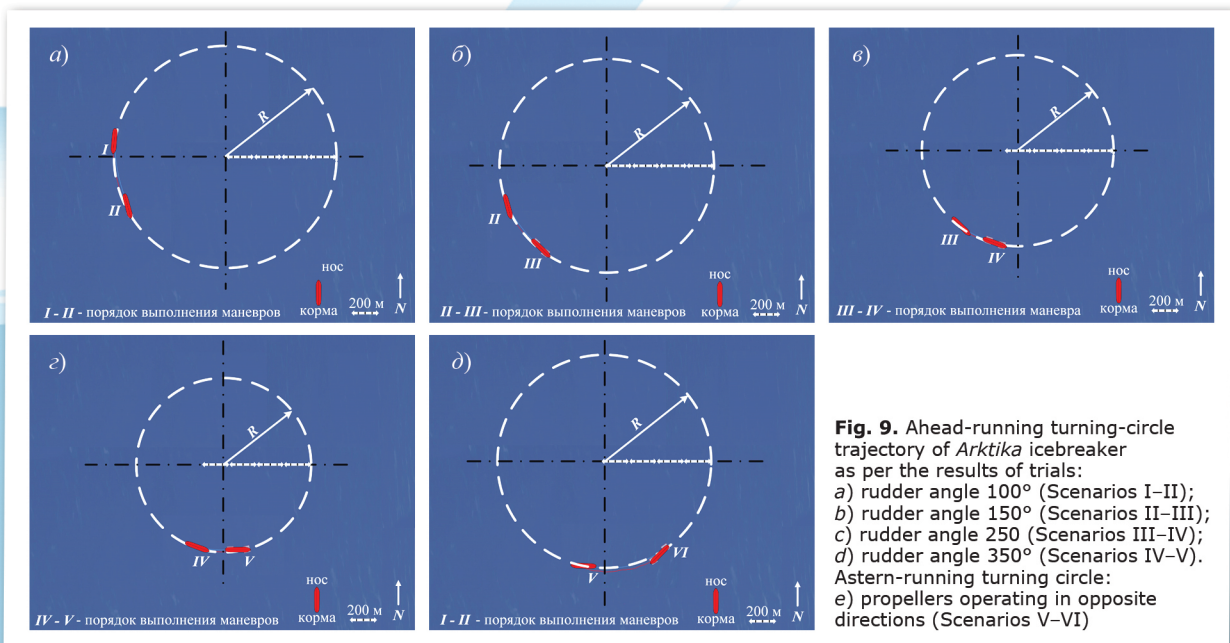 а)
R
I
II
нос
I - II - порядок выполнения маневров
корма
200 м
N
б)
R
II
III
нос
II - III - порядок выполнения маневров
корма
200 м
N
в)
R
III
IV
нос
III - IV - порядок выполнения маневра
корма
200 м
N
г)
R
IV
V
нос
IV - V - порядок выполнения маневров
корма
200 м
N
д)
R
V
VI
нос
I - II - порядок выполнения маневров
корма
200 м
N
Fig. 9. Ahead-running turning-circle
trajectory of Arktika icebreaker
as per the results of trials:
a) rudder angle 100° (Scenarios I–II);
b) rudder angle 150° (Scenarios II–III);
c) rudder angle 250 (Scenarios III–IV);
d) rudder angle 350° (Scenarios IV–V).
Astern-running turning circle:
e) propellers operating in opposite
directions (Scenarios V–VI)